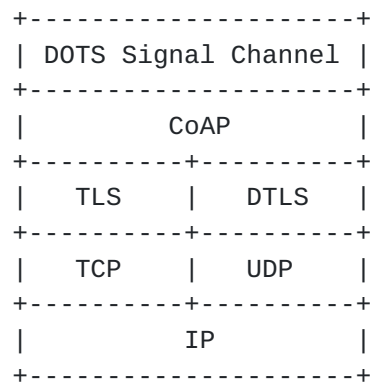 +---------------------+
| DOTS Signal Channel |
+---------------------+
|         CoAP        |
+----------+----------+
|   TLS    |   DTLS   |
+----------+----------+
|   TCP    |   UDP    |
+----------+----------+
|          IP         |
+---------------------+